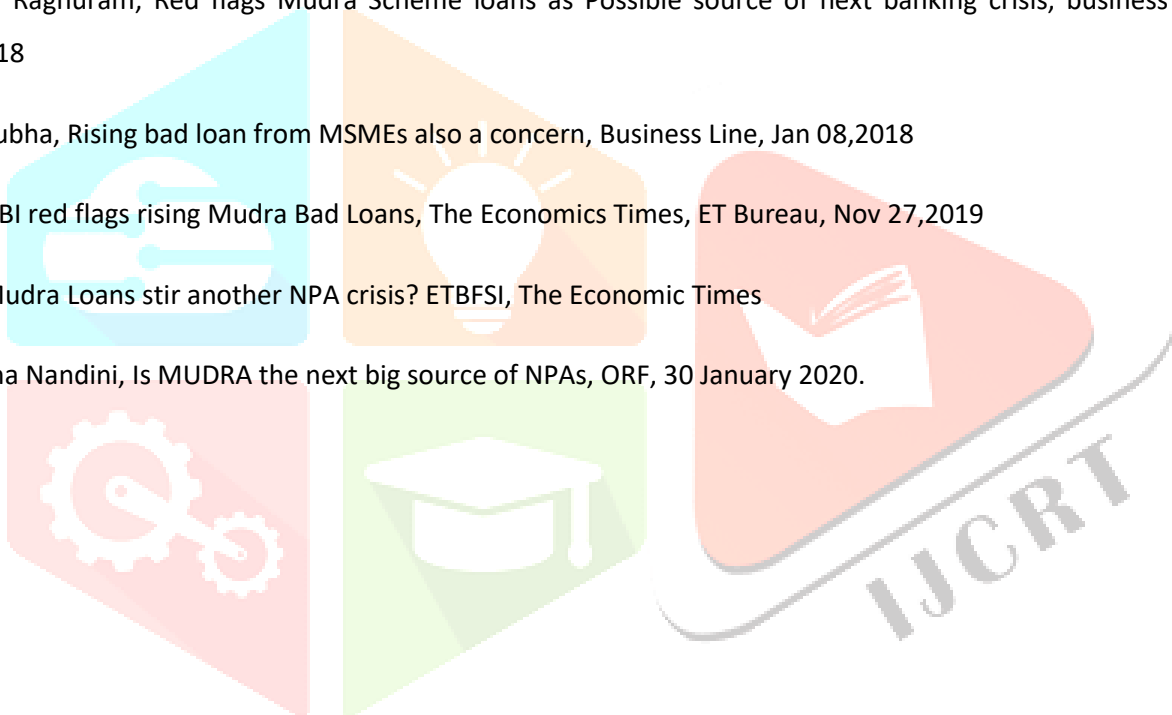 Raghuram, Red flags Mudra Scheme loans as Possible source of next banking crisis, business
18
ubha, Rising bad loan from MSMEs also a concern, Business Line, Jan 08,2018
BI red flags rising Mudra Bad Loans, The Economics Times, ET Bureau, Nov 27,2019
Mudra Loans stir another NPA crisis? ETBFSI, The Economic Times
na Nandini, Is MUDRA the next big source of NPAs, ORF, 30 January 2020.
IJCRT